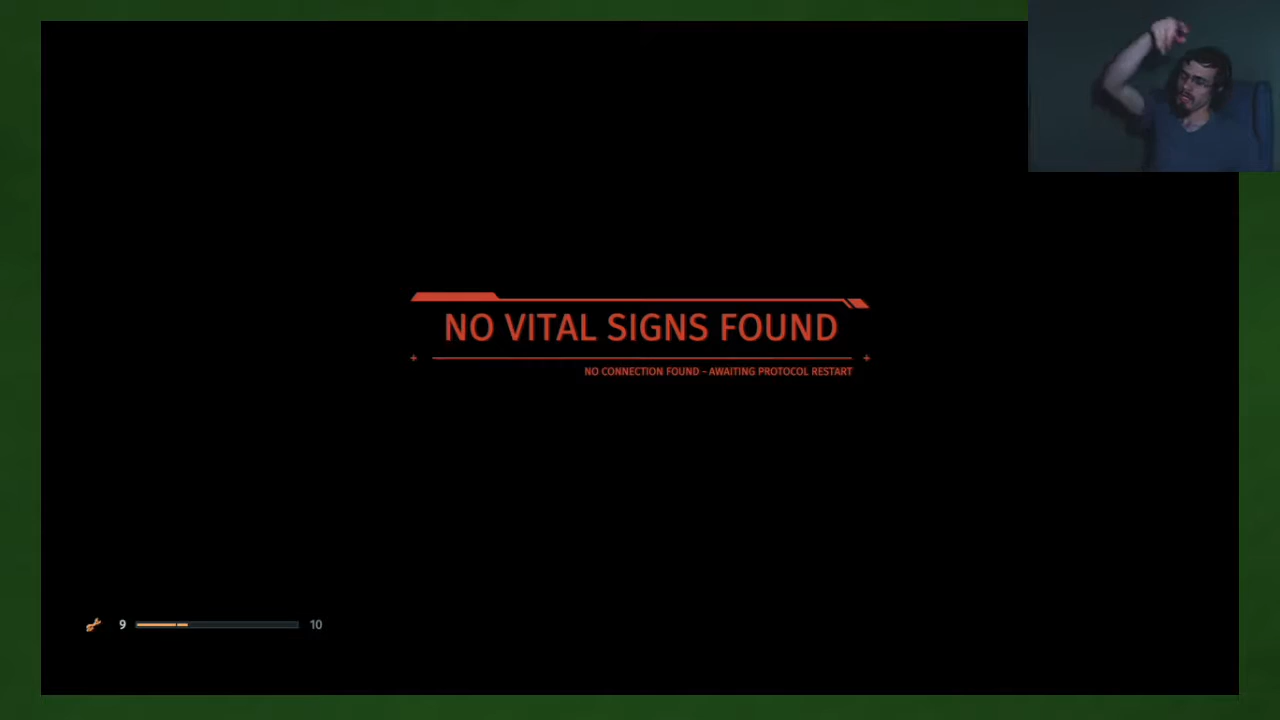 NO VITAL SIGNS FOUND
NO CONNECTION FOUND - AWAITING PROTOCOL RESTART
9 10